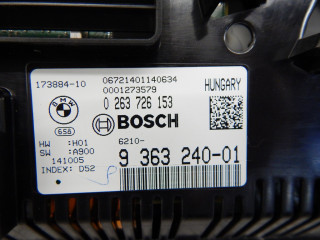 173884-10 06721401140634 HUNGARY
0001273579
BMW 0 263 726 153
658 BOSCH
HW :H01 6210-
SW :A900 9 363 240-01
141005
INDEX: D52